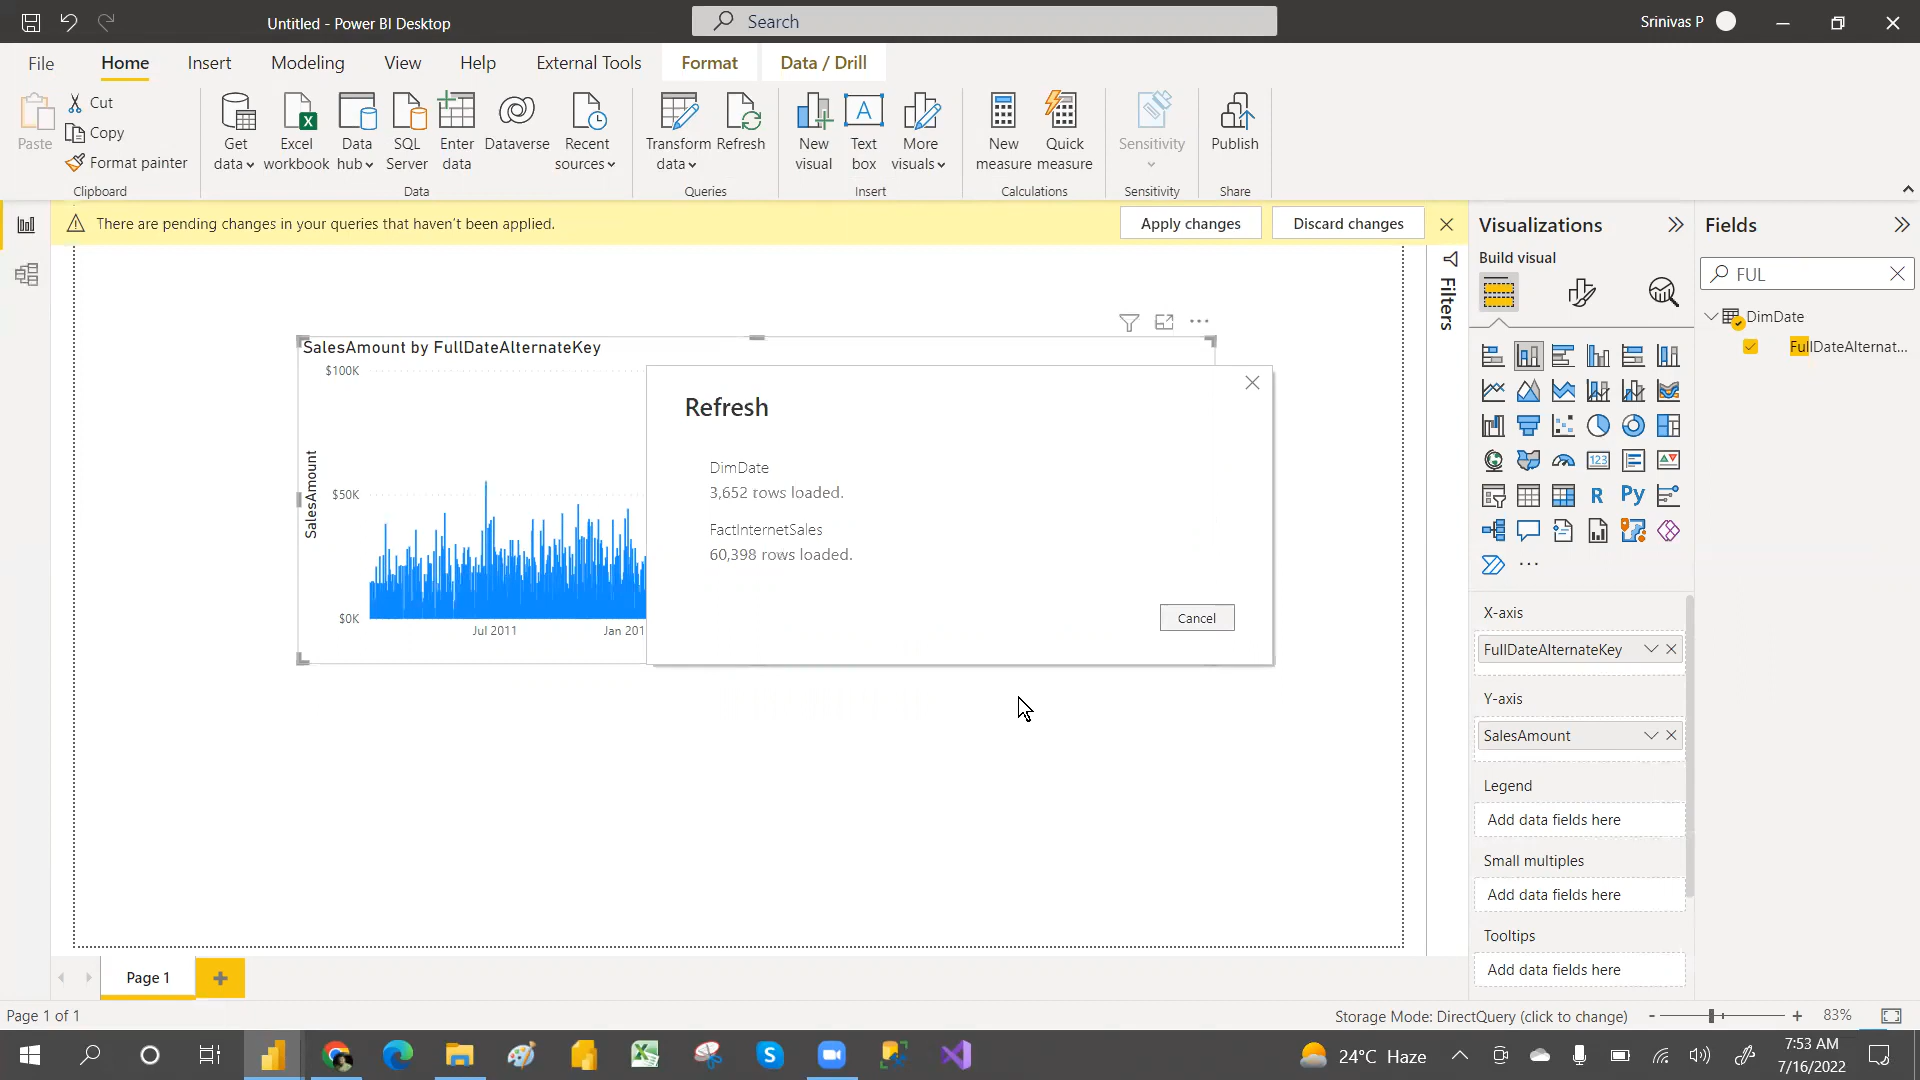 Untitled - Power BI Desktop
Search
Srinivas P
File
Home
Insert
Modeling
View
Help
External Tools
Format
Data / Drill
Paste
Cut
Copy
Format painter
Clipboard
Get data
Excel workbook
Data hub
SQL Server
Enter data
Dataverse
Recent sources
Data
Transform data
Refresh
Queries
New visual
Text box
More visuals
Insert
New measure
Quick measure
Calculations
Sensitivity
Sensitivity
Publish
Share
There are pending changes in your queries that haven't been applied.
Apply changes
Discard changes
Filters
SalesAmount by FullDateAlternateKey
$100K
$50K
$0K
SalesAmount
Jul 2011
Jan 201
Refresh
DimDate
3,652 rows loaded.
FactInternetSales
60,398 rows loaded.
Cancel
Visualizations
Build visual
R
Py
123
X-axis
FullDateAlternateKey
Y-axis
SalesAmount
Legend
Add data fields here
Small multiples
Add data fields here
Tooltips
Add data fields here
Fields
FUL
DimDate
FullDateAlternat...
Page 1
Page 1 of 1
Storage Mode: DirectQuery (click to change)
83%
24°C Haze
7:53 AM
7/16/2022